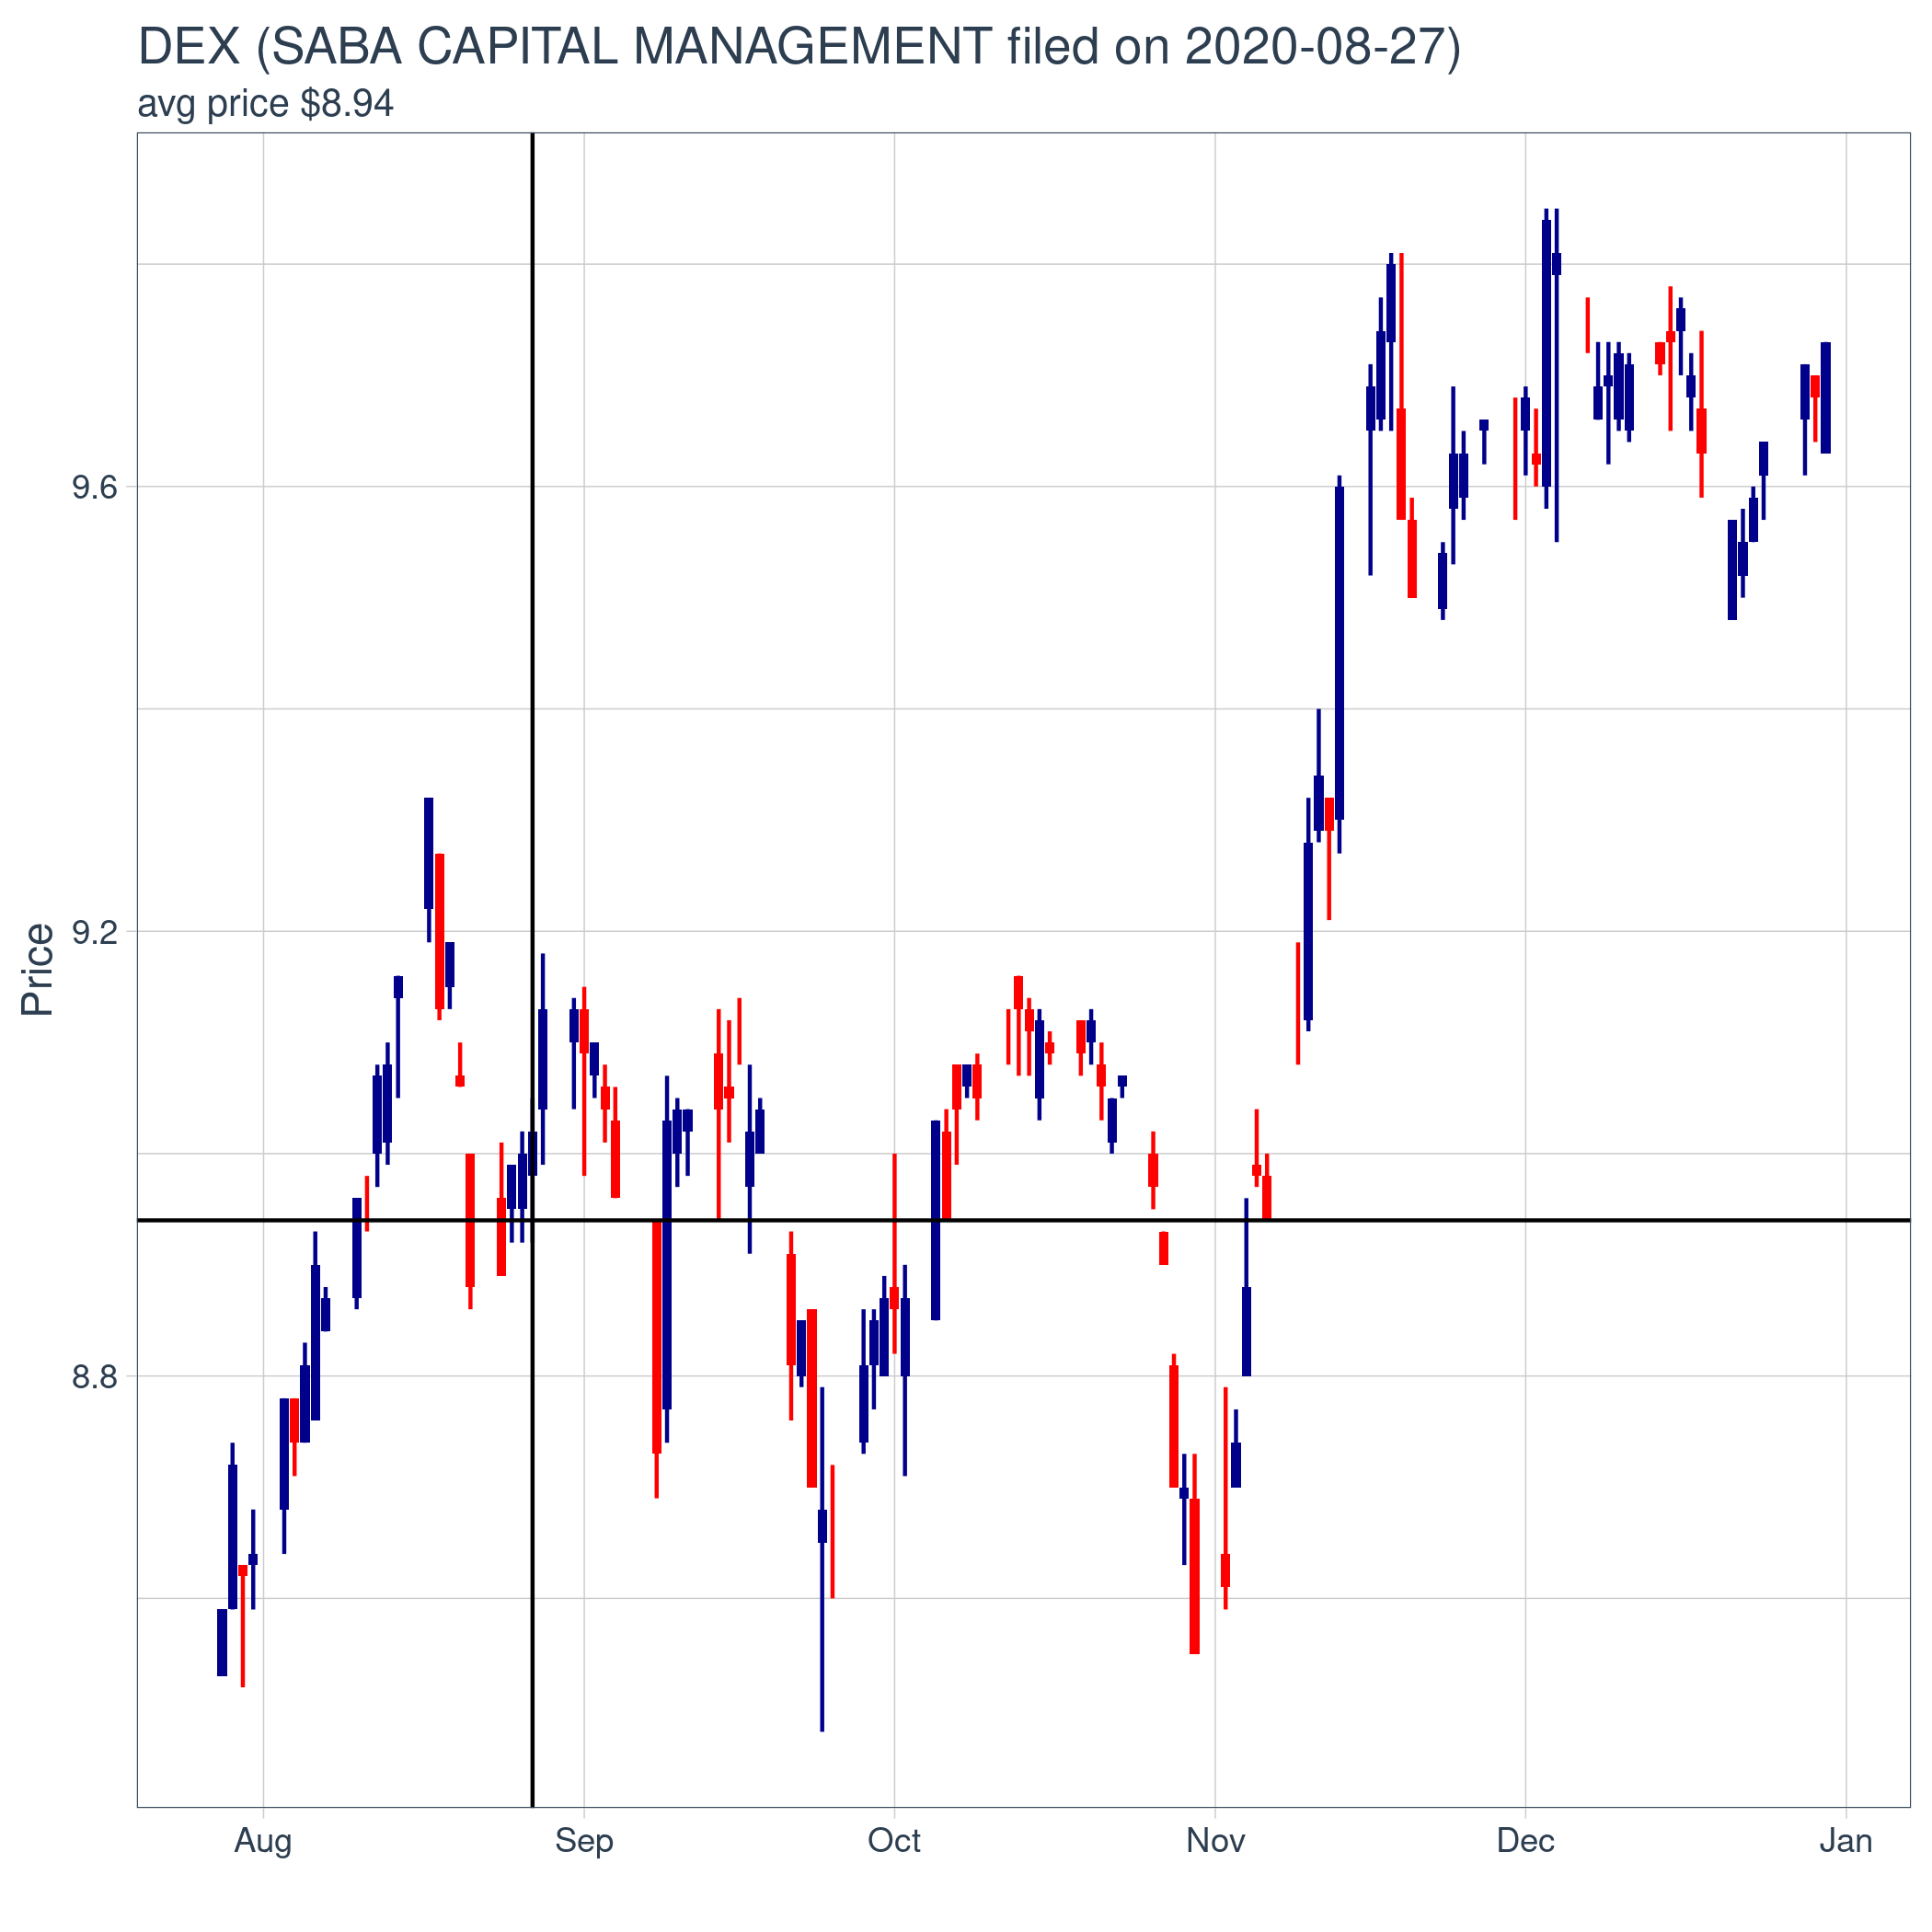 DEX (SABA CAPITAL MANAGEMENT filed on 2020-08-27)
avg price $8.94
Price
9.6
9.2
8.8
Aug Sep Oct Nov Dec Jan